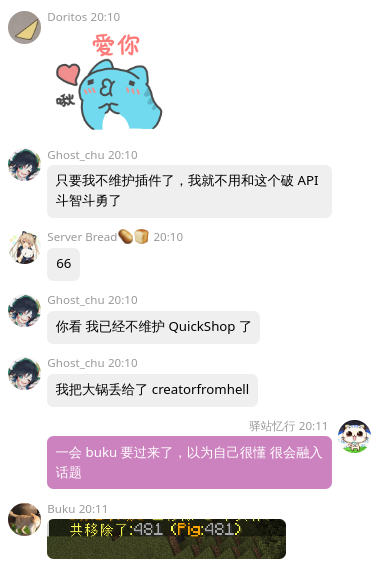 Doritos 20:10
愛你
我
Ghost_chu 20:10
只要我不维护插件了，我就不用和这个破 API
斗智斗勇了
Server Bread🥖🍞 20:10
66
Ghost_chu 20:10
你看 我已经不维护 QuickShop 了
Ghost_chu 20:10
我把大锅丢给了 creatorfromhell
驿站忆行 20:11
一会 buku 要过来了，以为自己很懂 很会融入
话题
Buku 20:11
共移除了:481 (Pig:481)